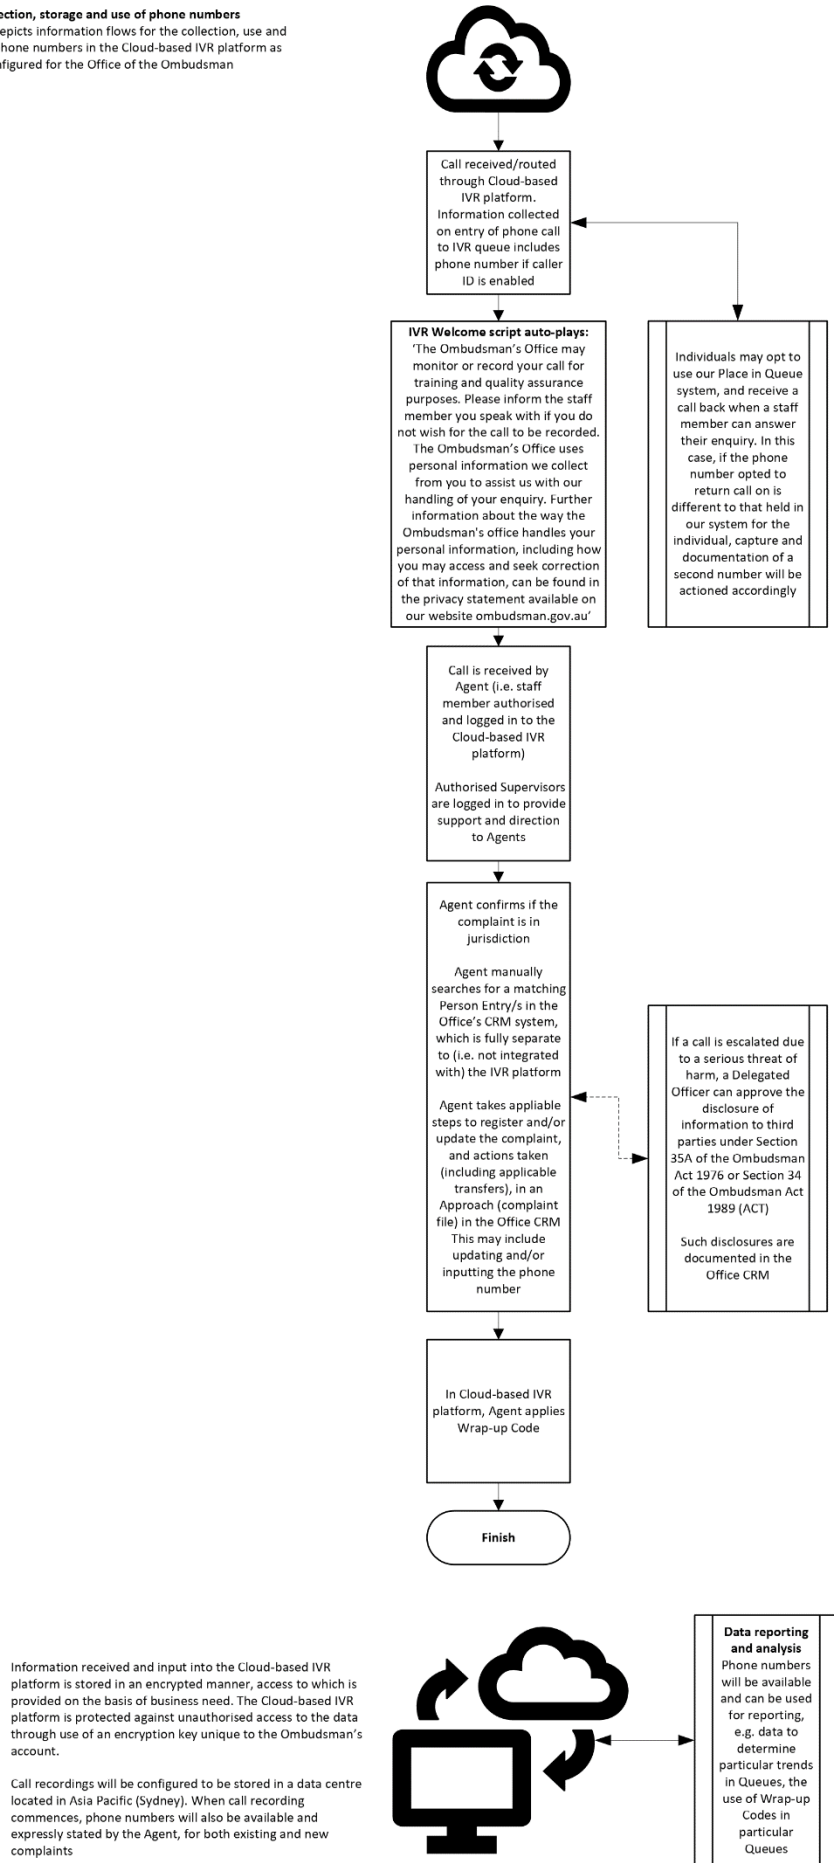 ection, storage and use of phone numbers
epicts information flows for the collection, use and
hone numbers in the Cloud-based IVR platform as
nfigured for the Office of the Ombudsman
Call received/routed
through Cloud-based
IVR platform.
Information collected
on entry of phone call
to IVR queue includes
phone number if caller
ID is enabled
IVR Welcome script auto-plays:
‘The Ombudsman’s Office may
monitor or record your call for
training and quality assurance
purposes. Please inform the staff
member you speak with if you do
not wish for the call to be recorded.
The Ombudsman’s Office uses
personal information we collect
from you to assist us with our
handling of your enquiry. Further
information about the way the
Ombudsman's office handles your
personal information, including how
you may access and seek correction
of that information, can be found in
the privacy statement available on
our website ombudsman.gov.au’
Individuals may opt to
use our Place in Queue
system, and receive a
call back when a staff
member can answer
their enquiry. In this
case, if the phone
number opted to
return call on is
different to that held in
our system for the
individual, capture and
documentation of a
second number will be
actioned accordingly
Call is received by
Agent (i.e. staff
member authorised
and logged in to the
Cloud-based IVR
platform)
Authorised Supervisors
are logged in to provide
support and direction
to Agents
Agent confirms if the
complaint is in
jurisdiction
Agent manually
searches for a matching
Person Entry/s in the
Office’s CRM system,
which is fully separate
to (i.e. not integrated
with) the IVR platform
Agent takes appliable
steps to register and/or
update the complaint,
and actions taken
(including applicable
transfers), in an
Approach (complaint
file) in the Office CRM
This may include
updating and/or
inputting the phone
number
If a call is escalated due
to a serious threat of
harm, a Delegated
Officer can approve the
disclosure of
information to third
parties under Section
35A of the Ombudsman
Act 1976 or Section 34
of the Ombudsman Act
1989 (ACT)
Such disclosures are
documented in the
Office CRM
In Cloud-based IVR
platform, Agent applies
Wrap-up Code
Finish
Information received and input into the Cloud-based IVR
platform is stored in an encrypted manner, access to which is
provided on the basis of business need. The Cloud-based IVR
platform is protected against unauthorised access to the data
through use of an encryption key unique to the Ombudsman’s
account.
Call recordings will be configured to be stored in a data centre
located in Asia Pacific (Sydney). When call recording
commences, phone numbers will also be available and
expressly stated by the Agent, for both existing and new
complaints
Data reporting
and analysis
Phone numbers
will be available
and can be used
for reporting,
e.g. data to
determine
particular trends
in Queues, the
use of Wrap-up
Codes in
particular
Queues